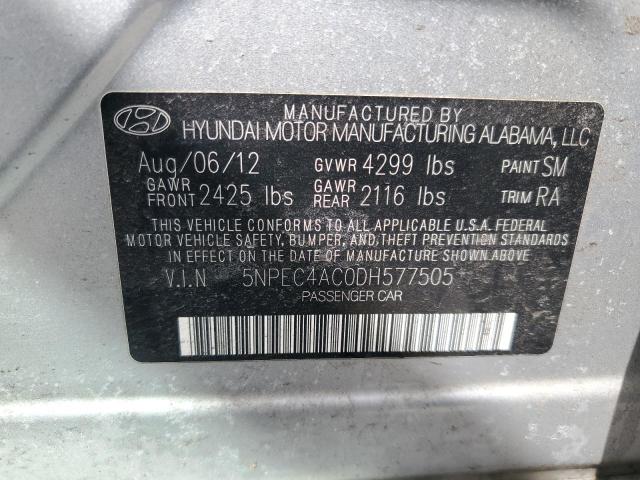 MANUFACTURED BY
HYUNDAI MOTOR MANUFACTURING ALABAMA, LLC
Aug/06/12 GVWR 4299 lbs PAINT SM
GAWR FRONT 2425 lbs GAWR REAR 2116 lbs TRIM RA
THIS VEHICLE CONFORMS TO ALL APPLICABLE U.S.A. FEDERAL
MOTOR VEHICLE SAFETY, BUMPER, AND,THEFT PREVENTION STANDARDS
IN EFFECT ON THE DATE OF MANUFACTURE SHOWN ABOVE.
V.I.N 5NPEC4AC0DH577505
PASSENGER CAR